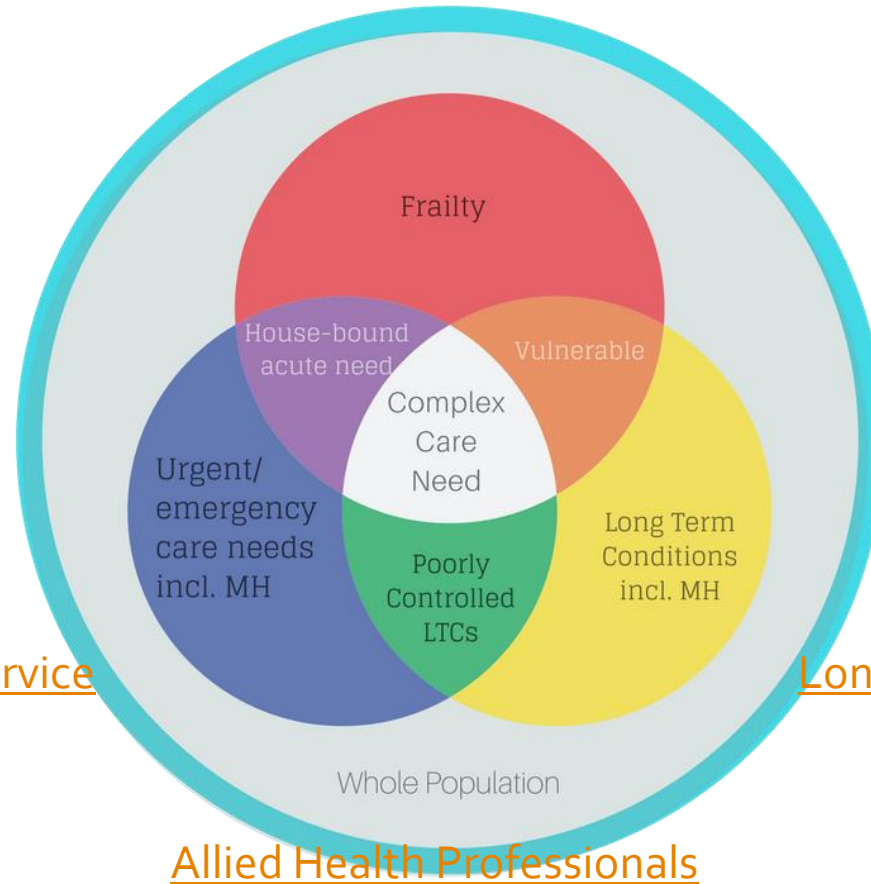 Frailty
House-bound
acute need
Vulnerable
Complex
Care
Need
Urgent/
emergency
care needs
incl. MH
Long Term
Conditions
incl. MH
Poorly
Controlled
LTCs
rvice
Lon
Whole Population
Allied Health Professionals